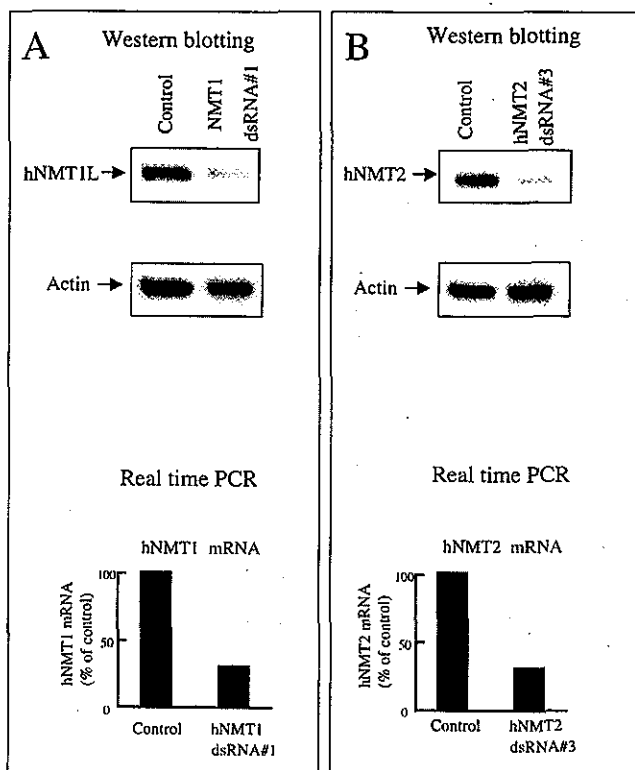 A
Western blotting
Control
NMT1
dsRNA#1
hNMT1L
Actin
Real time PCR
hNMT1 mRNA
hNMT1 mRNA
(% of control)
100
50
0
Control
hNMT1
dsRNA#1
B
Western blotting
Control
hNMT2
dsRNA#3
hNMT2
Actin
Real time PCR
hNMT2 mRNA
hNMT2 mRNA
(% of control)
100
50
0
Control
hNMT2
dsRNA#3